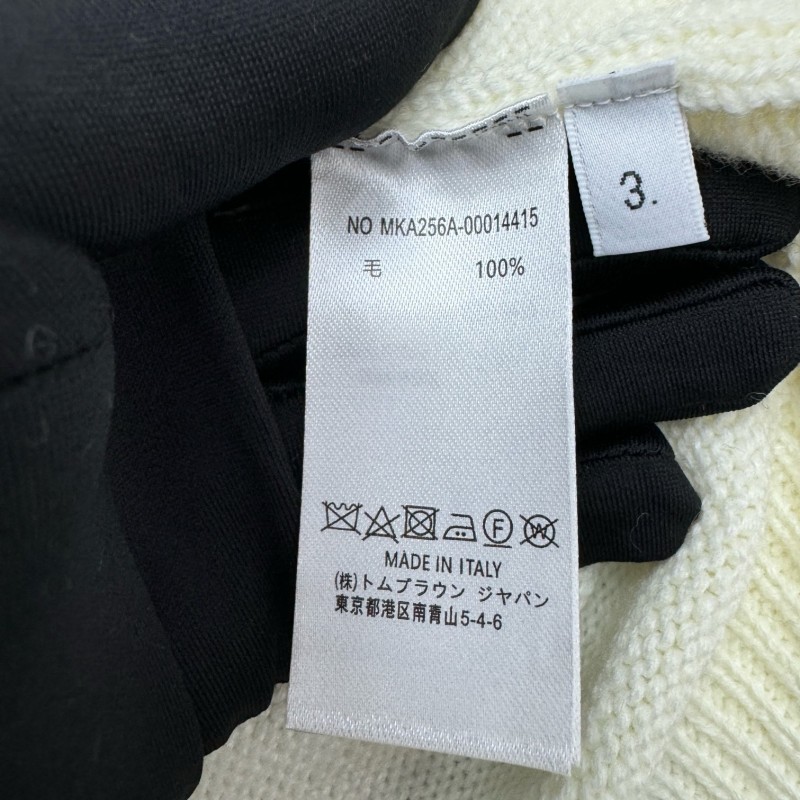 3.
NO MKA256A-00014415
毛 100%
F W
MADE IN ITALY
(株)トムブラウン ジヤパン
東京都港区南青山5-4-6